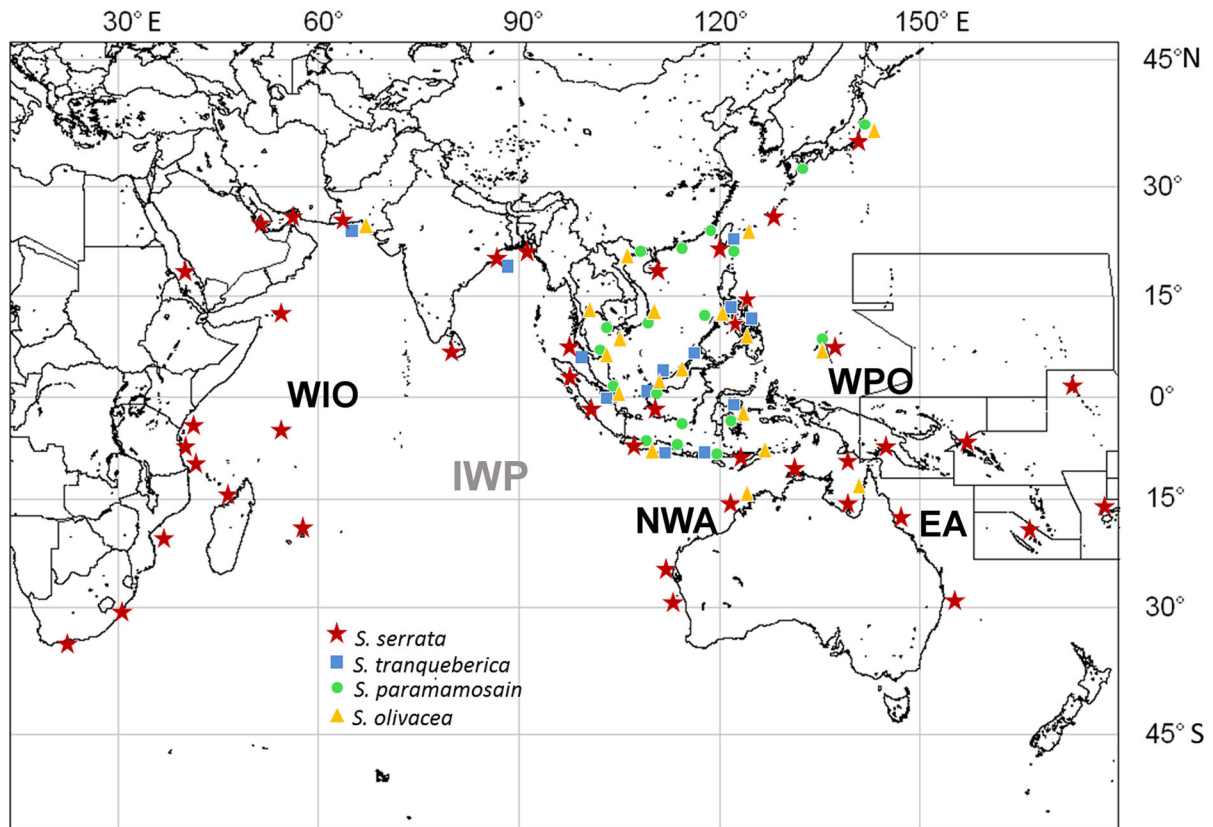 30° E 60° 90° 120° 150° E
45° N
30°
15°
0°
15°
30°
45° S
WIO
WPO
IWP
NWA
EA
S. serrata
S. tranqueberica
S. paramamosain
S. olivacea